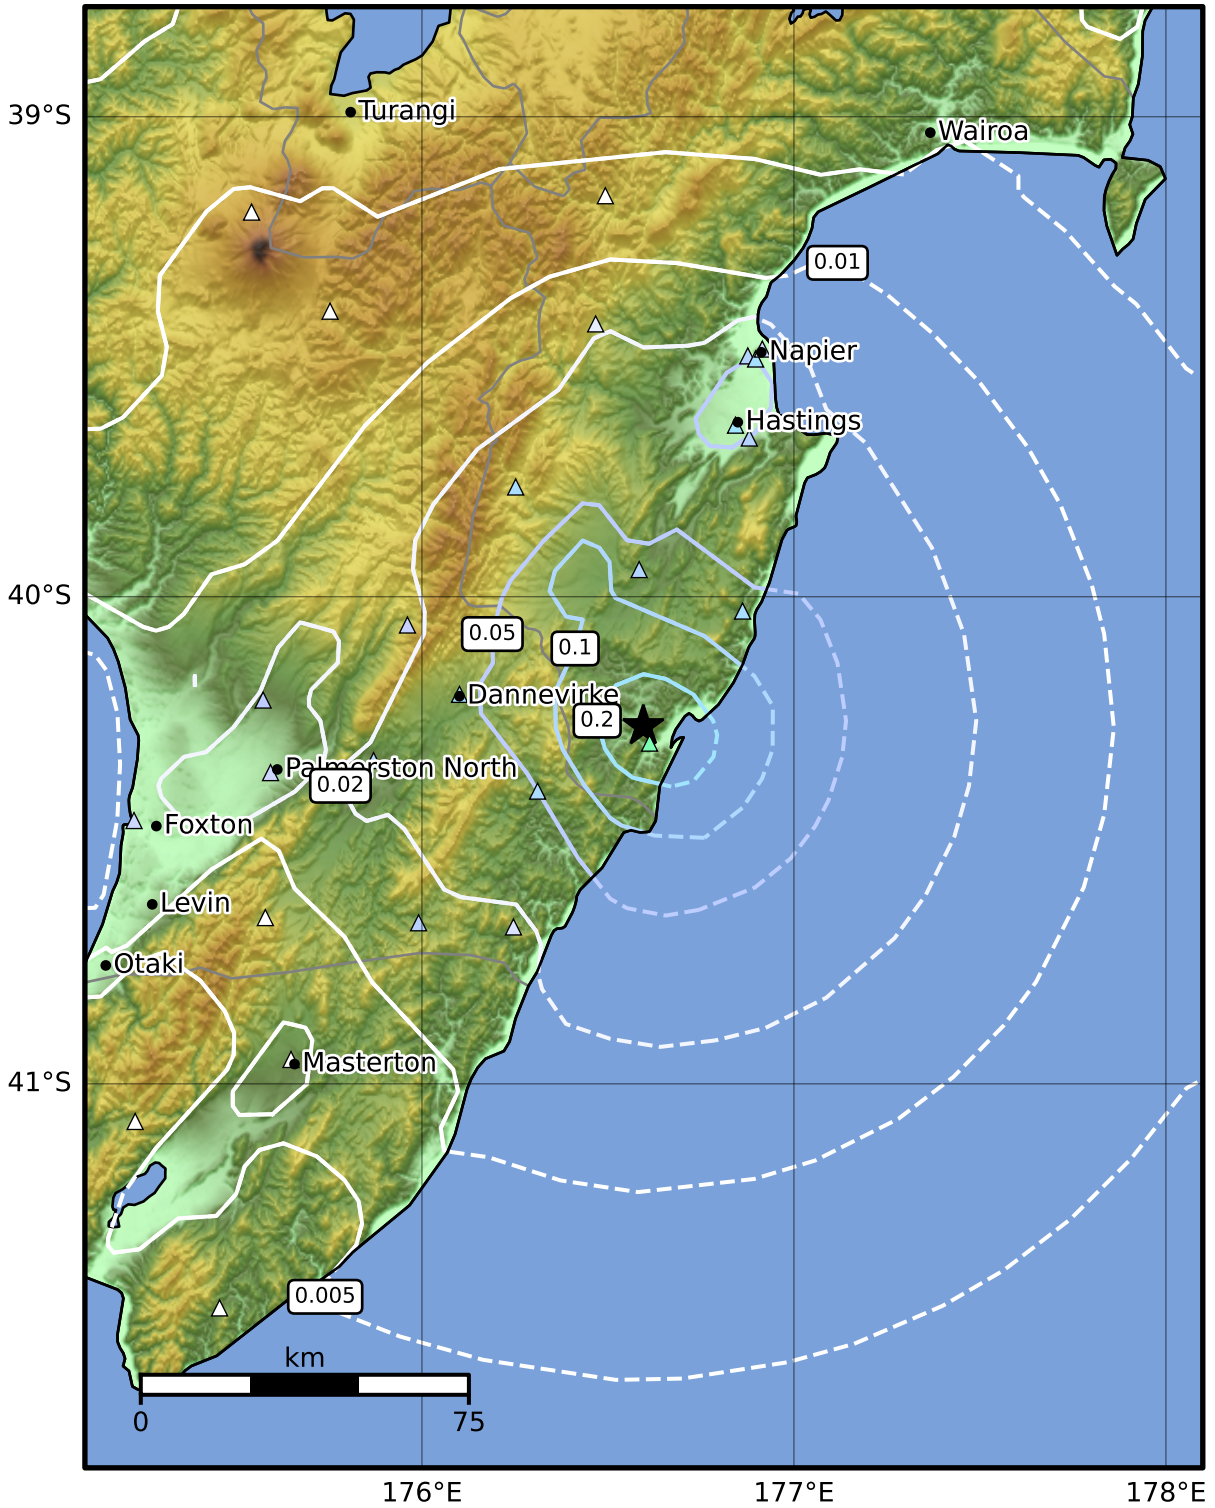 39°S
Turangi
Wairoa
0.01
Napier
Hastings
40°S
0.05
0.1
Dannevirke
0.2
Palmerston North
0.02
Foxton
Levin
Otaki
Masterton
41°S
0.005
km
0
75
176°E
177°E
178°E